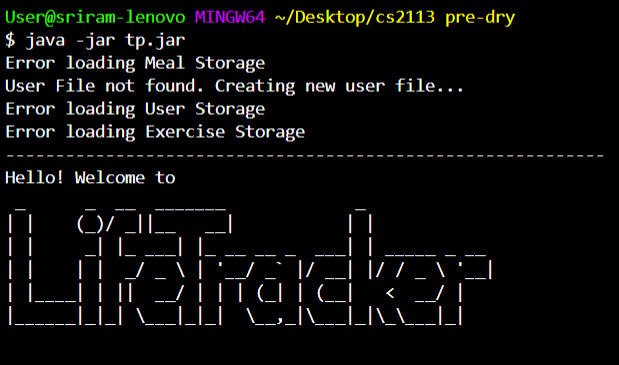 User@sriram-lenovo MINGW64 ~/Desktop/cs2113 pre-dry
$ java -jar tp.jar
Error loading Meal Storage
User File not found. Creating new user file...
Error loading User Storage
Error loading Exercise Storage
------------------------------------------------------------
Hello! Welcome to
LifeTracker